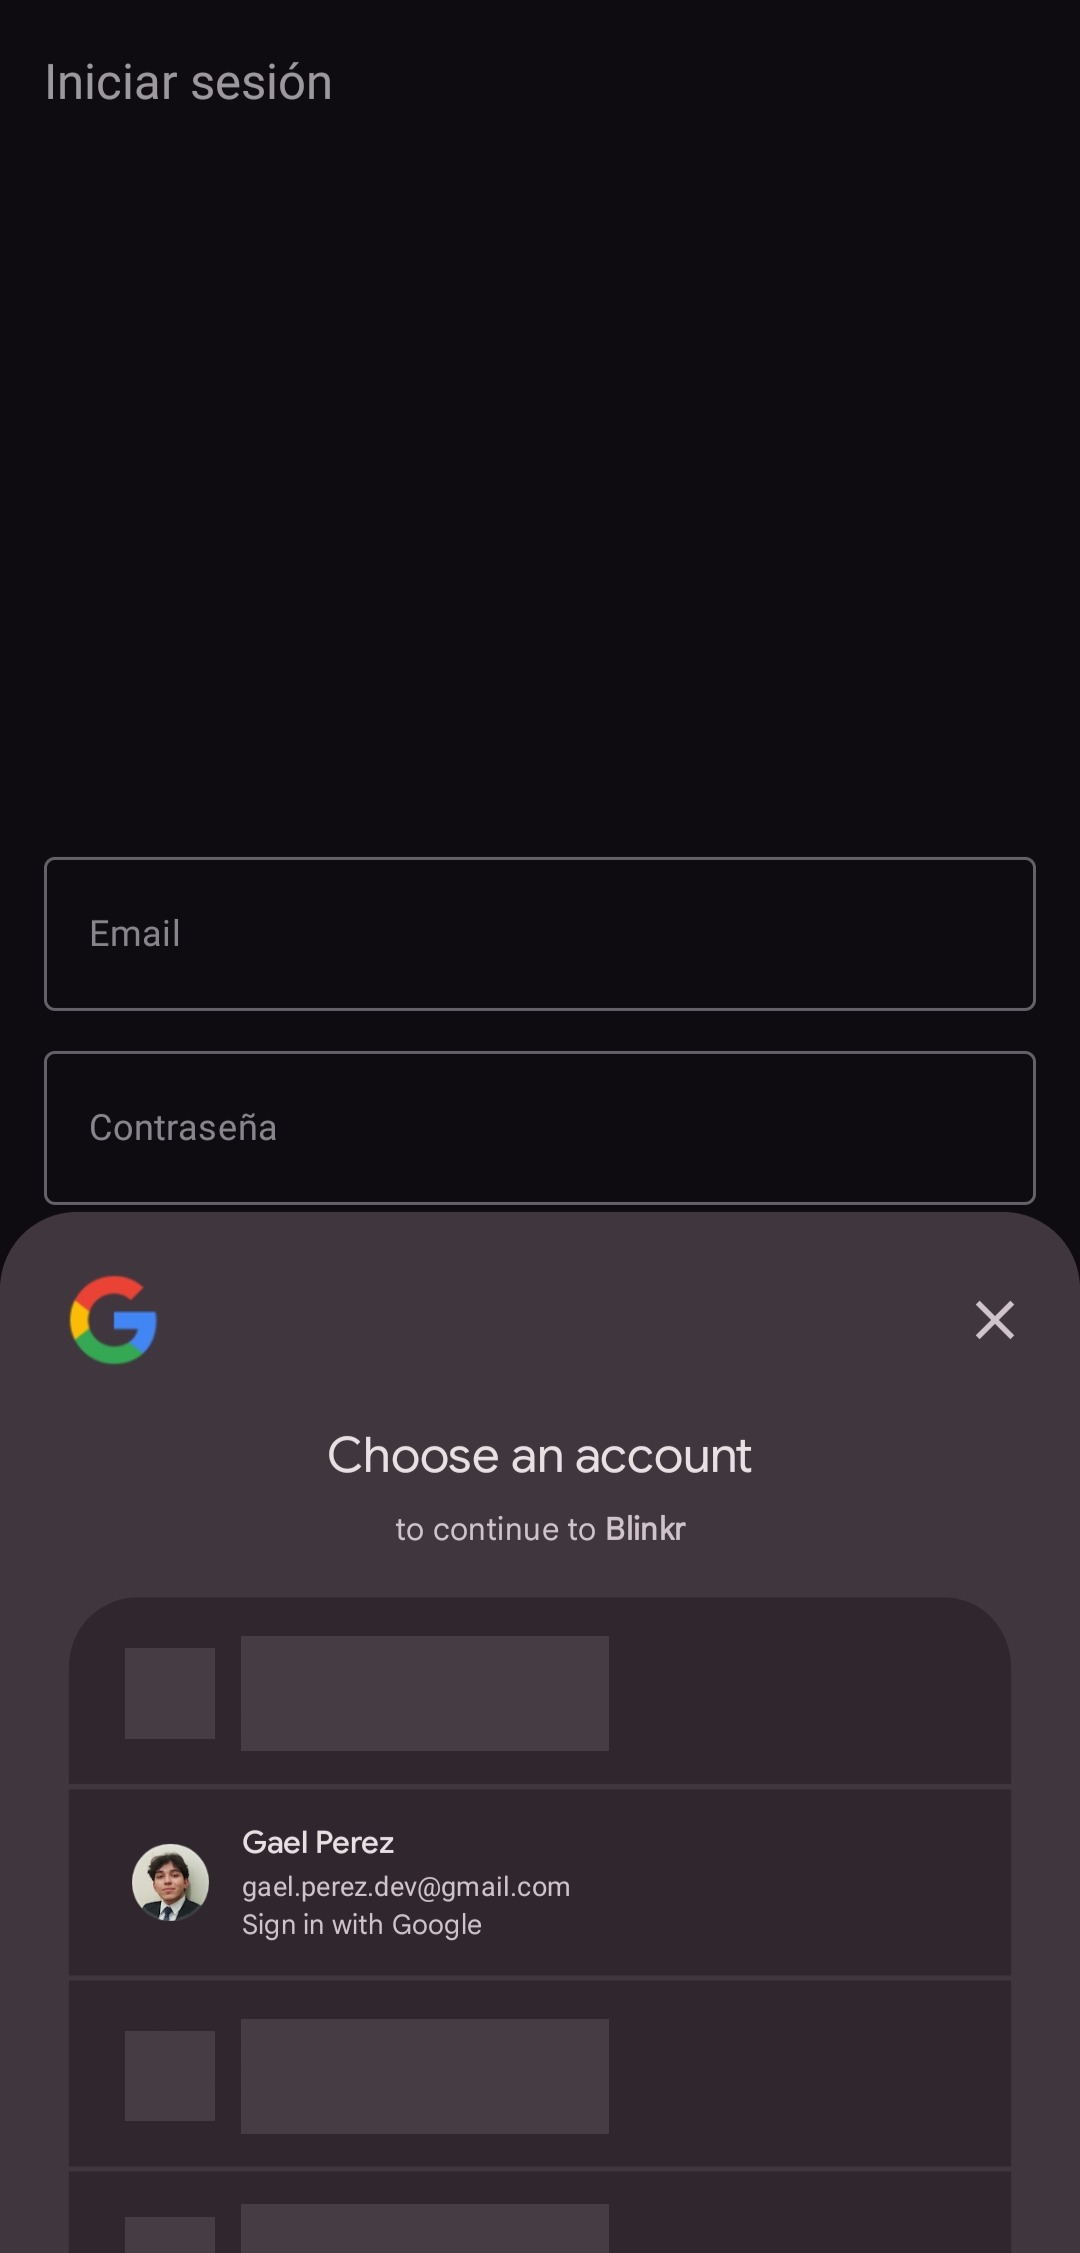 Iniciar sesión
Email
Contraseña
Choose an account
to continue to Blinkr
Gael Perez
gael.perez.dev@gmail.com
Sign in with Google